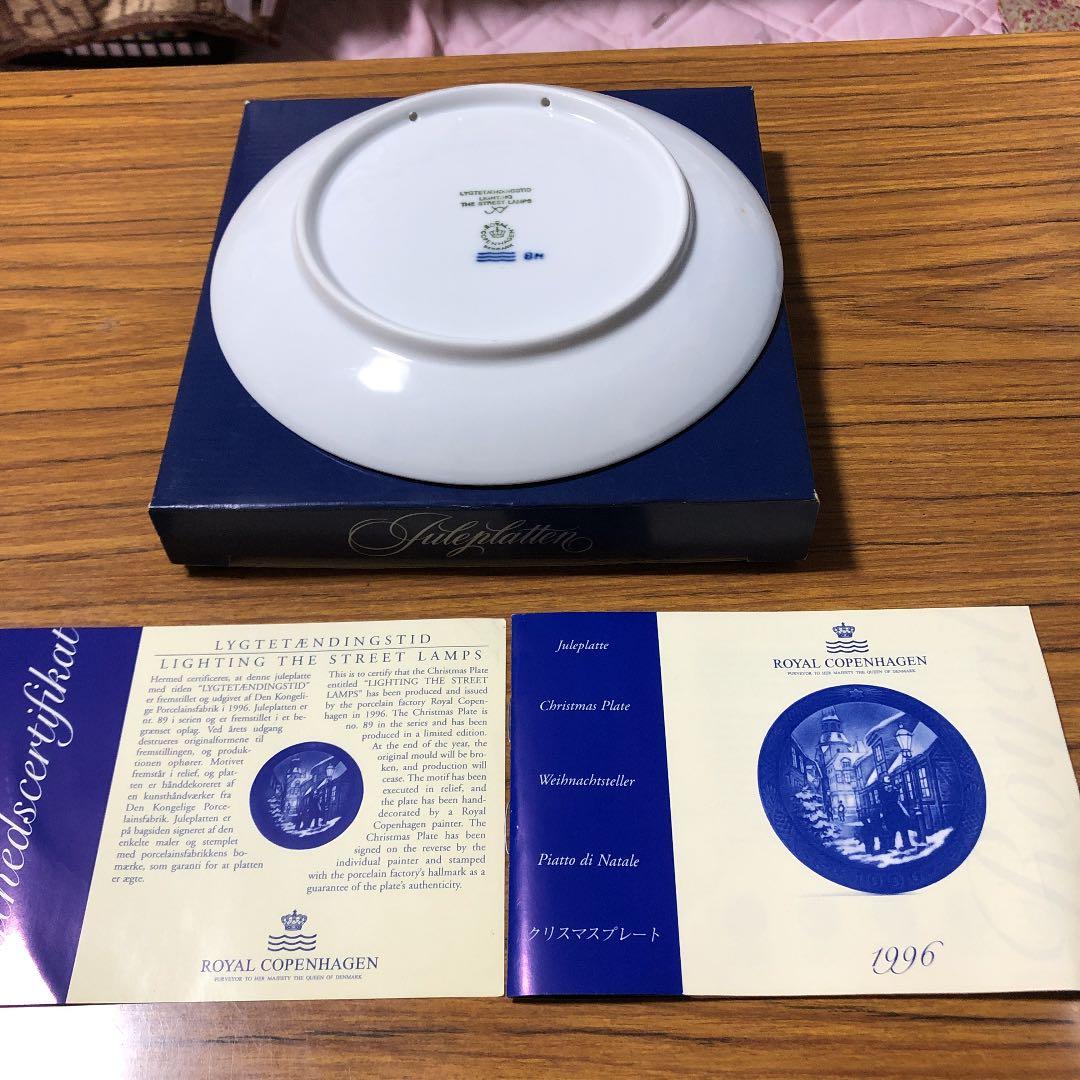 LYGTETÆNDINGSTID
LIGHTING
THE STREET LAMPS
ROYAL
COPENHAGEN
DENMARK
BM
Juleplatten
LYGTETÆNDINGSTID
LIGHTING THE STREET LAMPS
Hermed certificeres, at denne juleplatte
med titlen "LYGTETÆNDINGSTID"
er fremstillet og udgivet af Den Kongeli-
ge Porcelainsfabrik i 1996. Juleplatten er
nr. 89 i serien og er fremstillet i et be-
grænset oplag. Ved årets udgang
destrueres originalformene til
fremstillingen, og produk-
tionen ophører. Motivet
fremstår i relief, og plat-
ten er hånddekoreret af
en kunsthåndværker fra
Den Kongelige Porce-
lainsfabrik. Juleplatten er
på bagsiden signeret af den
enkelte maler og stemplet
med porcelainsfabrikkens bo-
mærke, som garanti for at platten
er ægte.
This is to certify that the Christmas Plate
entitled "LIGHTING THE STREET
LAMPS" has been produced and issued
by the porcelain factory Royal Copen-
hagen in 1996. The Christmas Plate is
no. 89 in the series and has been
produced in a limited edition.
At the end of the year, the
original mould will be bro-
ken, and production will
cease. The motif has been
executed in relief, and
the plate has been hand-
decorated by a Royal
Copenhagen painter. The
Christmas Plate has been
signed on the reverse by the
individual painter and stamped
with the porcelain factory's hallmark as a
guarantee of the plate's authenticity.
ROYAL COPENHAGEN
PURVEYOR TO HER MAJESTY THE QUEEN OF DENMARK
hedscertifikat
Juleplatte
Christmas Plate
Weihnachtsteller
Piatto di Natale
クリスマスプレート
ROYAL COPENHAGEN
PURVEYOR TO HER MAJESTY THE QUEEN OF DENMARK
1996
1996